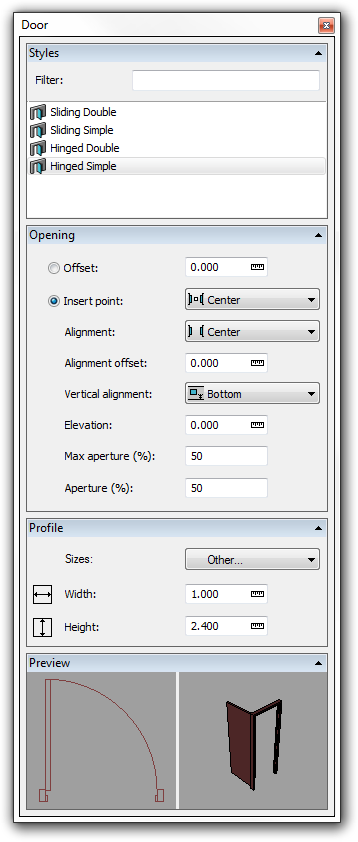 Door
Styles
Filter:
Sliding Double
Sliding Simple
Hinged Double
Hinged Simple
Opening
Offset: 0.000
Insert point: Center
Alignment: Center
Alignment offset: 0.000
Vertical alignment: Bottom
Elevation: 0.000
Max aperture (%): 50
Aperture (%): 50
Profile
Sizes: Other...
Width: 1.000
Height: 2.400
Preview